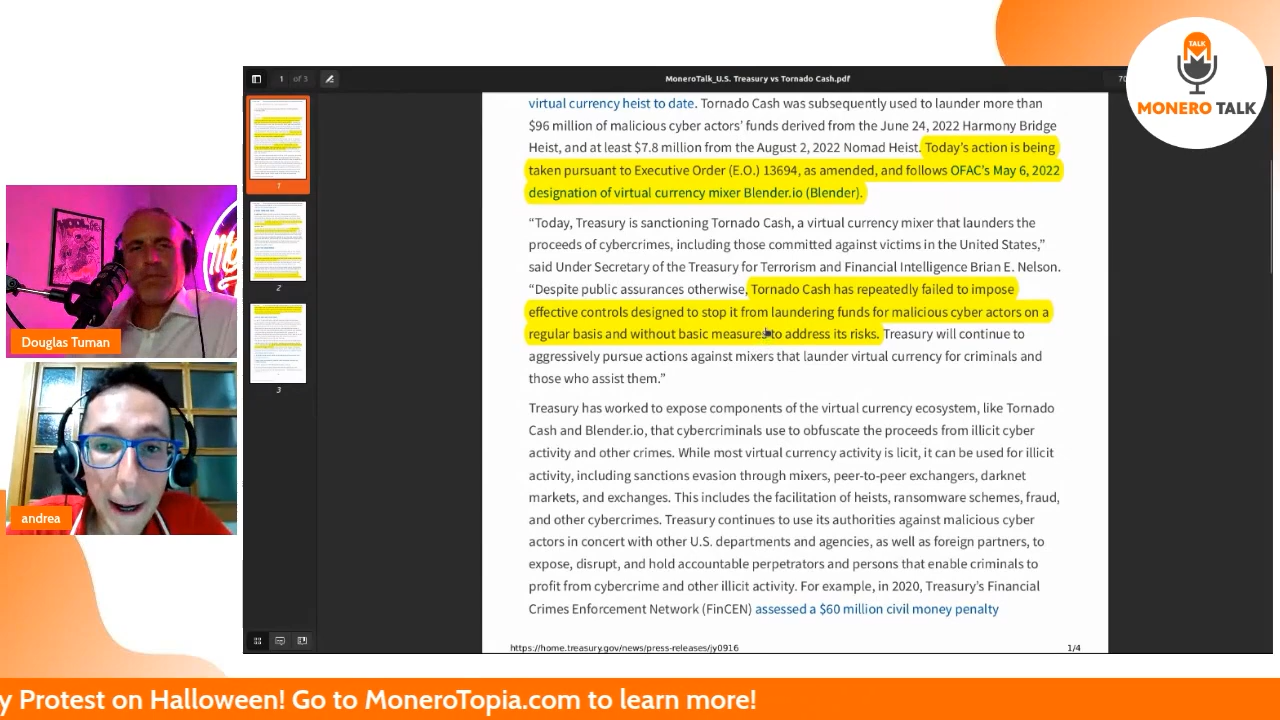 1 of 3
MoneroTalk_U.S. Treasury vs Tornado Cash.pdf
70
TALK
M
MONERO TALK
virtual currency heist to date. Tornado Cash was subsequently used to launder more than
$96 million of malicious cyber actors' funds derived from the June 24, 2022 Harmony Bridge
Heist, and at least $7.8 million from the August 2, 2022 Nomad Heist. Today's action is being
taken pursuant to Executive Order (E.O.) 13694, as amended, and follows OFAC's May 6, 2022
designation of virtual currency mixer Blender.io (Blender).
Treasury is sanctioning Tornado Cash, a virtual currency mixer that launders the
proceeds of cybercrimes, including those committed against victims in the United States,”
said Under Secretary of the Treasury for Terrorism and Financial Intelligence Brian E. Nelson.
“Despite public assurances otherwise, Tornado Cash has repeatedly failed to impose
effective controls designed to stop it from laundering funds for malicious cyber actors on a
regular basis and without basic measures to address its risks. Treasury will continue to
aggressively pursue actions against mixers that launder virtual currency for criminals and
those who assist them.”
Treasury has worked to expose components of the virtual currency ecosystem, like Tornado
Cash and Blender.io, that cybercriminals use to obfuscate the proceeds from illicit cyber
activity and other crimes. While most virtual currency activity is licit, it can be used for illicit
activity, including sanctions evasion through mixers, peer-to-peer exchangers, darknet
markets, and exchanges. This includes the facilitation of heists, ransomware schemes, fraud,
and other cybercrimes. Treasury continues to use its authorities against malicious cyber
actors in concert with other U.S. departments and agencies, as well as foreign partners, to
expose, disrupt, and hold accountable perpetrators and persons that enable criminals to
profit from cybercrime and other illicit activity. For example, in 2020, Treasury's Financial
Crimes Enforcement Network (FinCEN) assessed a $60 million civil money penalty
https://home.treasury.gov/news/press-releases/jy0916
1/4
1
2
3
Douglas Tuman
andrea
y Protest on Halloween! Go to MoneroTopia.com to learn more!